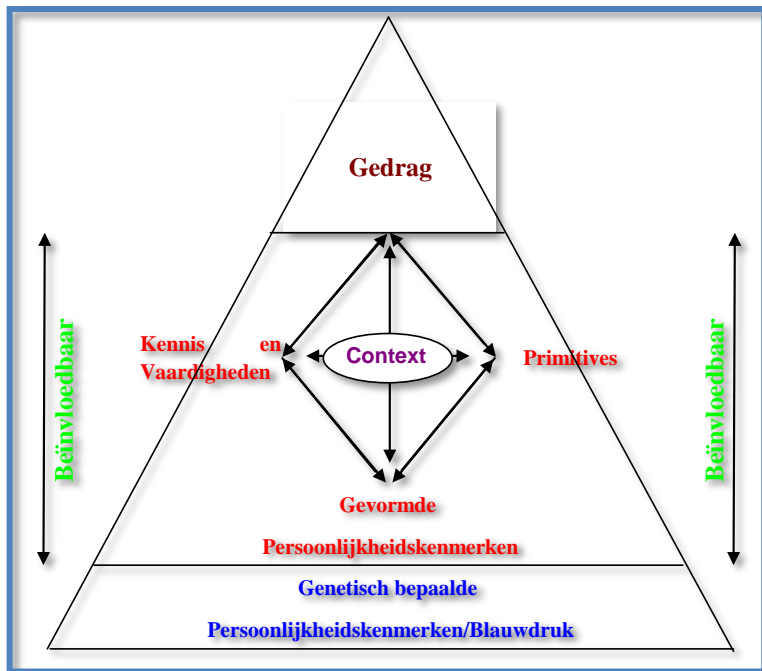 Gedrag
Beïnvloedbaar
Kennis en
Vaardigheden
Context
Primitives
Beïnvloedbaar
Gevormde
Persoonlijkheidskenmerken
Genetisch bepaalde
Persoonlijkheidskenmerken/Blauwdruk